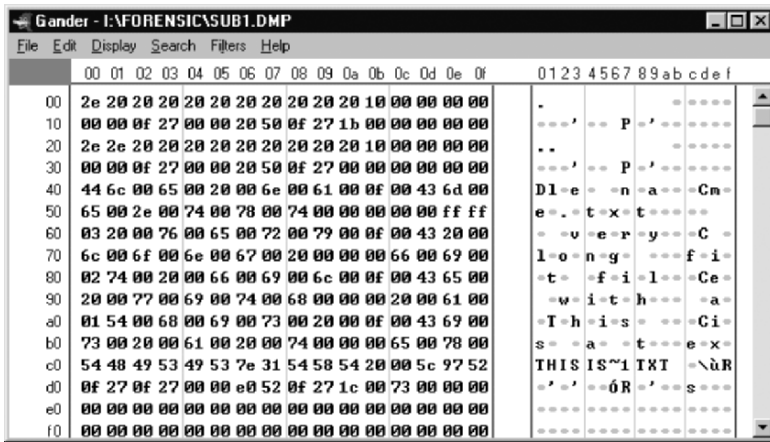 Gander - I:\FORENSIC\SUB1.DMP
File Edit Display Search Filters Help
00 01 02 03 04 05 06 07 08 09 0a 0b 0c 0d 0e 0f 0123 4567 89ab cdef
00 2e 20 20 20 20 20 20 20 20 20 20 10 00 00 00 00 .
10 00 00 0f 27 00 00 20 50 0f 27 1b 00 00 00 00 00 ' P '
20 2e 2e 20 20 20 20 20 20 20 20 20 10 00 00 00 00 ..
30 00 00 0f 27 00 00 20 50 0f 27 00 00 00 00 00 00 ' P '
40 44 6c 00 65 00 20 00 6e 00 61 00 0f 00 43 6d 00 Dl e n a Cm
50 65 00 2e 00 74 00 78 00 74 00 00 00 00 00 ff ff e . t x t
60 03 20 00 76 00 65 00 72 00 79 00 0f 00 43 20 00 v e r y C
70 6c 00 6f 00 6e 00 67 00 20 00 00 00 66 00 69 00 l o n g f i
80 02 74 00 20 00 66 00 69 00 6c 00 0f 00 43 65 00 t f i l Ce
90 20 00 77 00 69 00 74 00 68 00 00 00 20 00 61 00 w i t h a
a0 01 54 00 68 00 69 00 73 00 20 00 0f 00 43 69 00 T h i s Ci
b0 73 00 20 00 61 00 20 00 74 00 00 00 65 00 78 00 s a t e x
c0 54 48 49 53 49 53 7e 31 54 58 54 20 00 5c 97 52 THIS IS~1 TXT \ùR
d0 0f 27 0f 27 00 00 e0 52 0f 27 1c 00 73 00 00 00 ' ' óR ' s
e0 00 00 00 00 00 00 00 00 00 00 00 00 00 00 00 00
f0 00 00 00 00 00 00 00 00 00 00 00 00 00 00 00 00